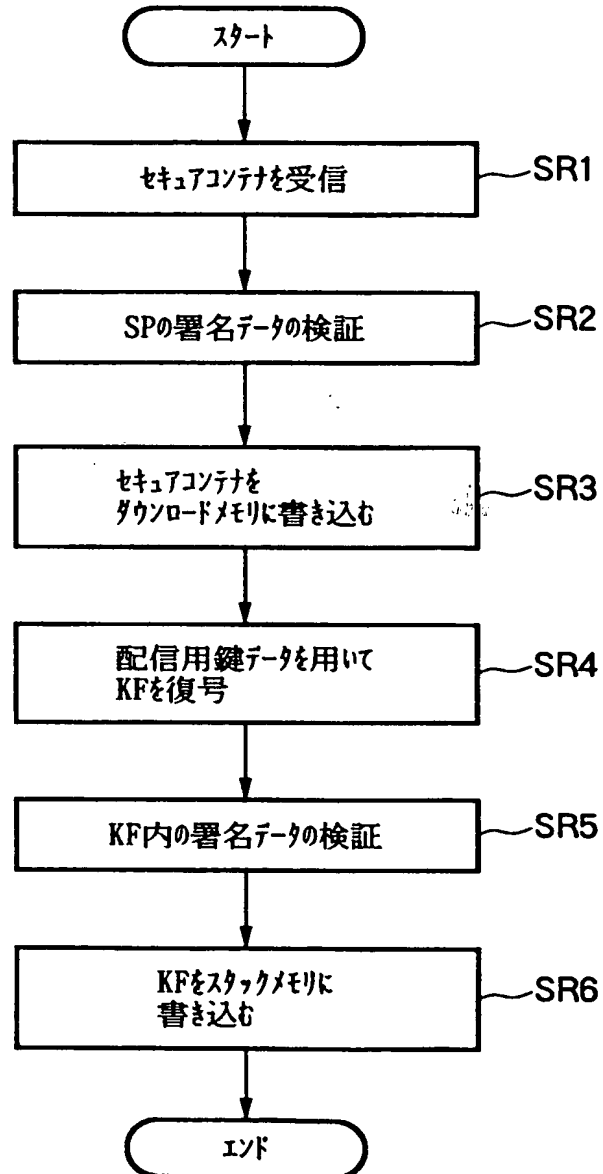 スタート
セキュアコンテナを受信
SR1
SPの署名データの検証
SR2
セキュアコンテナを
ダウンロードメモリに書き込む
SR3
配信用鍵データを用いて
KFを復号
SR4
KF内の署名データの検証
SR5
KFをスタックメモリに
書き込む
SR6
エンド